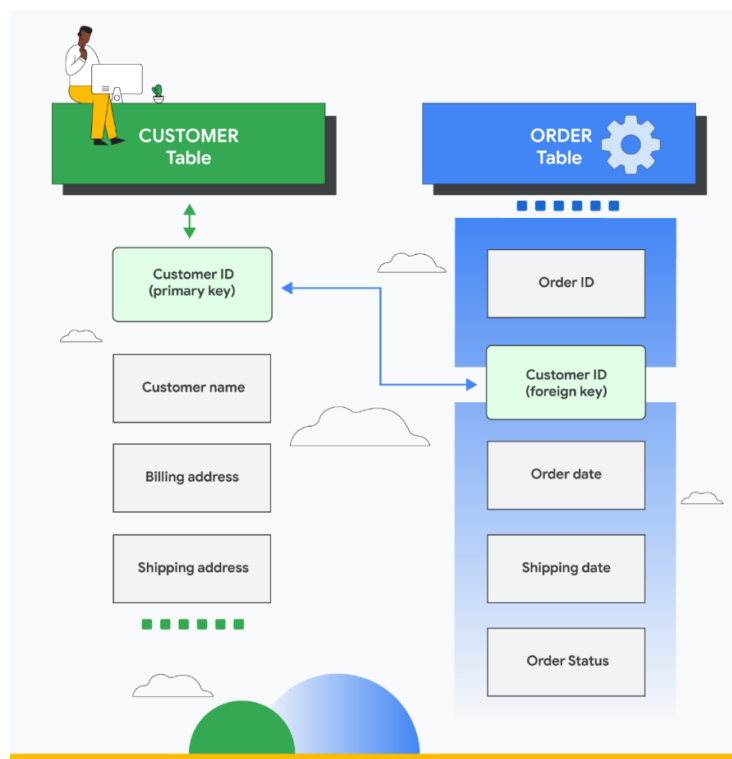 CUSTOMER
Table
Customer ID
(primary key)
Customer name
Billing address
Shipping address
ORDER
Table
Order ID
Customer ID
(foreign key)
Order date
Shipping date
Order Status